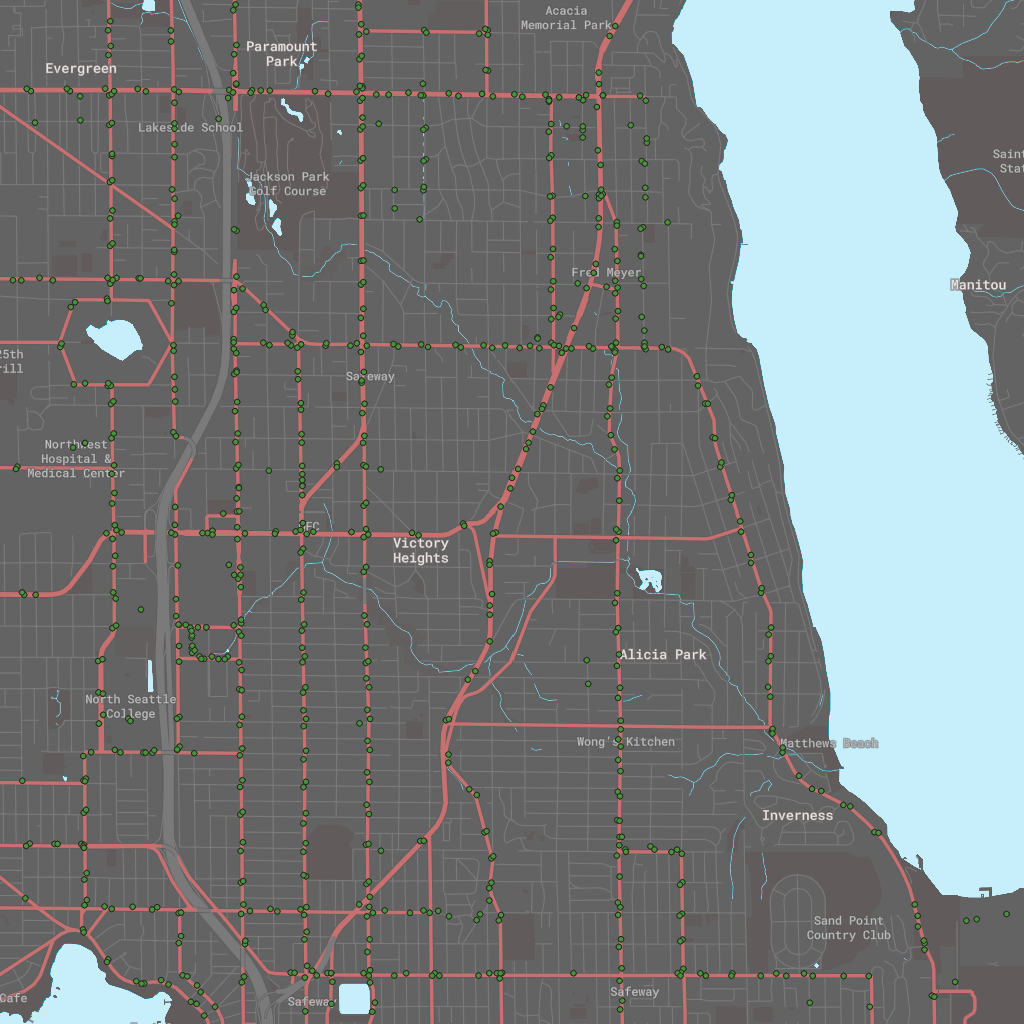 Acacia
Memorial Park
Paramount
Park
Evergreen
Lakeside School
Saint
Stat
Jackson Park
Golf Course
Fred Meyer
Manitou
25th
rill
Safeway
Northwest
Hospital &
Medical Center
Victory
Heights
Alicia Park
North Seattle
College
Wong's Kitchen
Matthews Beach
Inverness
Sand Point
Country Club
Cafe
Safeway
Safeway